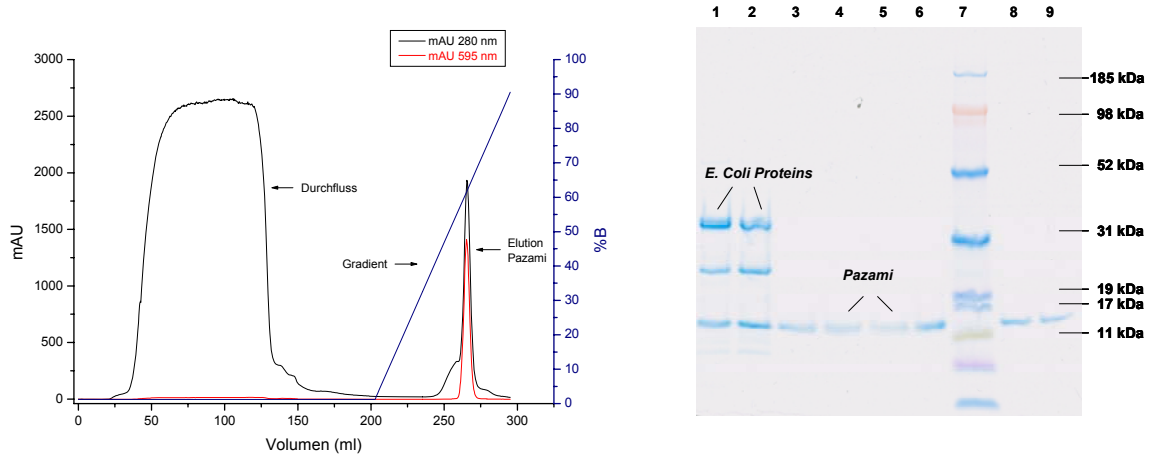 mAU 280 nm
mAU 595 nm
3000
2500
2000
1500
1000
500
0
mAU
100
90
80
70
60
50
40
30
20
10
0
%B
Durchfluss
Gradient
Elution
Pazami
0 50 100 150 200 250 300
Volumen (ml)
1 2 3 4 5 6 7 8 9
E. Coli Proteins
Pazami
185 kDa
98 kDa
52 kDa
31 kDa
19 kDa
17 kDa
11 kDa